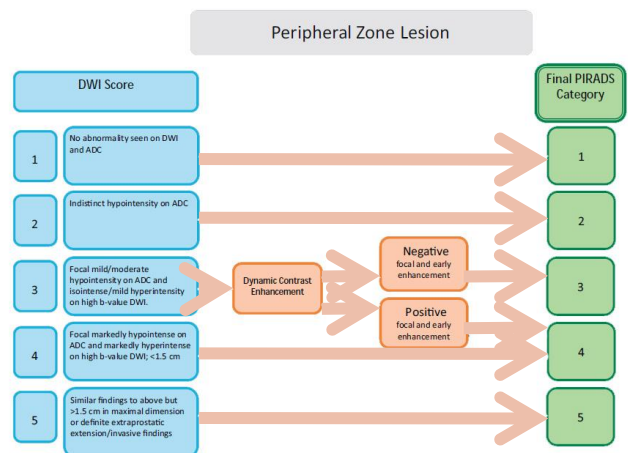 Peripheral Zone Lesion
DWI Score
Final PIRADS
Category
1
No abnormality seen on DWI
and ADC
1
2
Indistinct hypointensity on ADC
2
3
Focal mild/moderate
hypointensity on ADC and
isointense/mild hyperintensity
on high b-value DWI.
Dynamic Contrast
Enhancement
Negative
focal and early
enhancement
3
Positive
focal and early
enhancement
4
Focal markedly hypointense on
ADC and markedly hyperintense
on high b-value DWI; <1.5 cm
4
5
Similar findings to above but
>1.5 cm in maximal dimension
or definite extraprostatic
extension/invasive findings
5